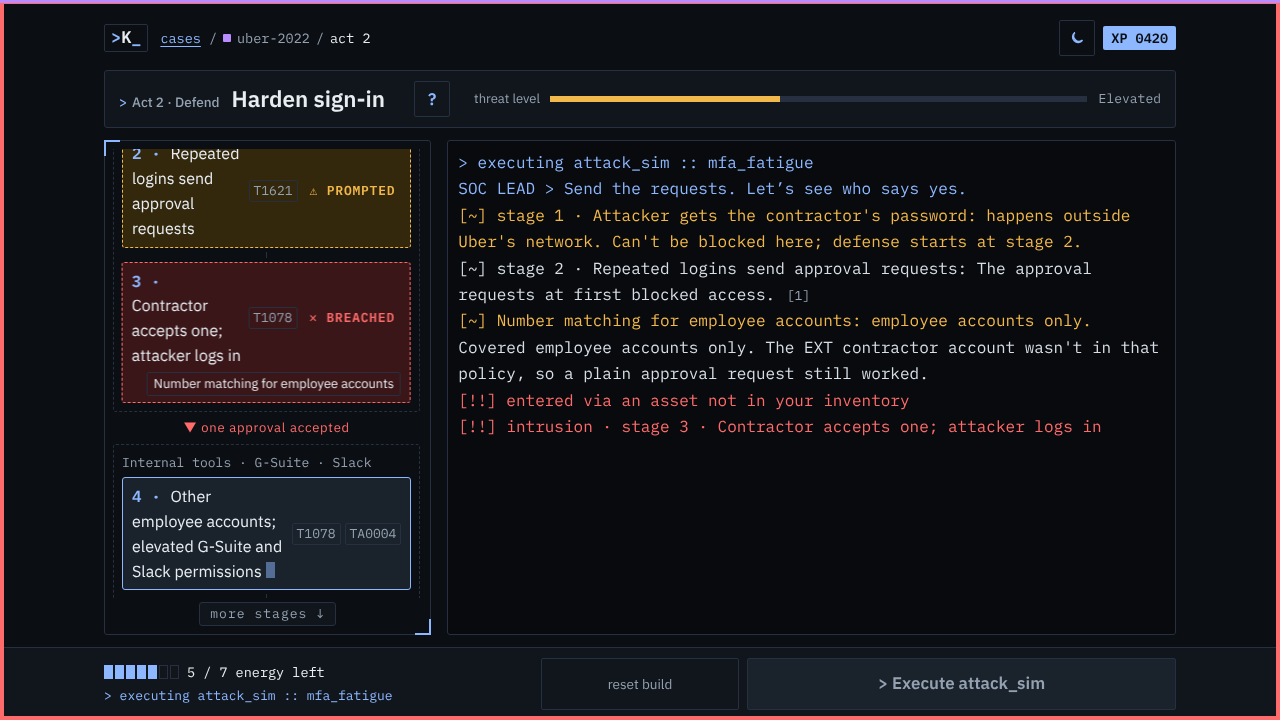 >K_ cases / uber-2022 / act 2
XP 0420
> Act 2 · Defend Harden sign-in ? threat level Elevated
2 · Repeated
logins send
approval
requests
T1621 ⚠ PROMPTED
3 ·
Contractor
accepts one;
attacker logs in
T1078 × BREACHED
Number matching for employee accounts
▼ one approval accepted
Internal tools · G-Suite · Slack
4 · Other
employee accounts;
elevated G-Suite and
Slack permissions
T1078 TA0004
more stages ↓
> executing attack_sim :: mfa_fatigue
SOC LEAD > Send the requests. Let’s see who says yes.
[~] stage 1 · Attacker gets the contractor's password: happens outside
Uber's network. Can't be blocked here; defense starts at stage 2.
[~] stage 2 · Repeated logins send approval requests: The approval
requests at first blocked access. [1]
[~] Number matching for employee accounts: employee accounts only.
Covered employee accounts only. The EXT contractor account wasn't in that
policy, so a plain approval request still worked.
[!!] entered via an asset not in your inventory
[!!] intrusion · stage 3 · Contractor accepts one; attacker logs in
5 / 7 energy left
> executing attack_sim :: mfa_fatigue
reset build
> Execute attack_sim